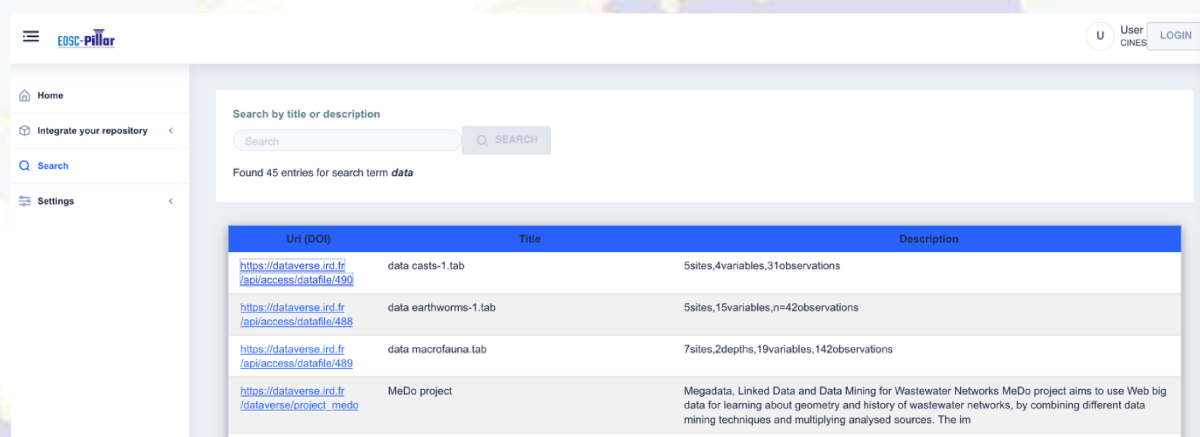 EOSC-Pillar
U
User
CINES
LOGIN
Home
Integrate your repository
Search
Settings
Search by title or description
Search
SEARCH
Found 45 entries for search term data
Uri (DOI) Title Description
https://dataverse.ird.fr
/api/access/datafile/490
data casts-1.tab
5sites,4variables,31observations
https://dataverse.ird.fr
/api/access/datafile/488
data earthworms-1.tab
5sites,15variables,n=42observations
https://dataverse.ird.fr
/api/access/datafile/489
data macrofauna.tab
7sites,2depths,19variables,142observations
https://dataverse.ird.fr
/dataverse/project_medo
MeDo project
Megadata, Linked Data and Data Mining for Wastewater Networks MeDo project aims to use Web big
data for learning about geometry and history of wastewater networks, by combining different data
mining techniques and multiplying analysed sources. The im